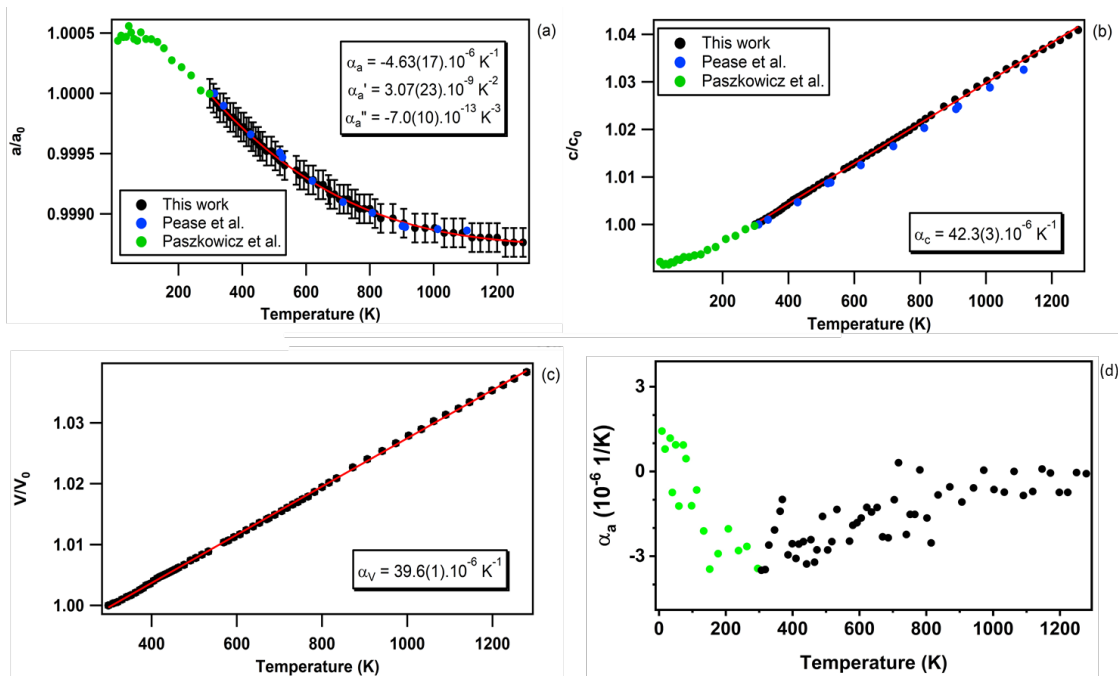 (a)
1.0005
1.0000
0.9995
0.9990
a/a₀
αₐ = -4.63(17).10⁻⁶ K⁻¹
αₐ' = 3.07(23).10⁻⁹ K⁻²
αₐ" = -7.0(10).10⁻¹³ K⁻³
This work
Pease et al.
Paszkowicz et al.
200 400 600 800 1000 1200
Temperature (K)
(b)
1.04
1.03
1.02
1.01
1.00
c/c₀
This work
Pease et al.
Paszkowicz et al.
α_c = 42.3(3).10⁻⁶ K⁻¹
200 400 600 800 1000 1200
Temperature (K)
(c)
1.03
1.02
1.01
1.00
V/V₀
α_V = 39.6(1).10⁻⁶ K⁻¹
400 600 800 1000 1200
Temperature (K)
(d)
3
0
-3
αₐ (10⁻⁶ 1/K)
0 200 400 600 800 1000 1200
Temperature (K)